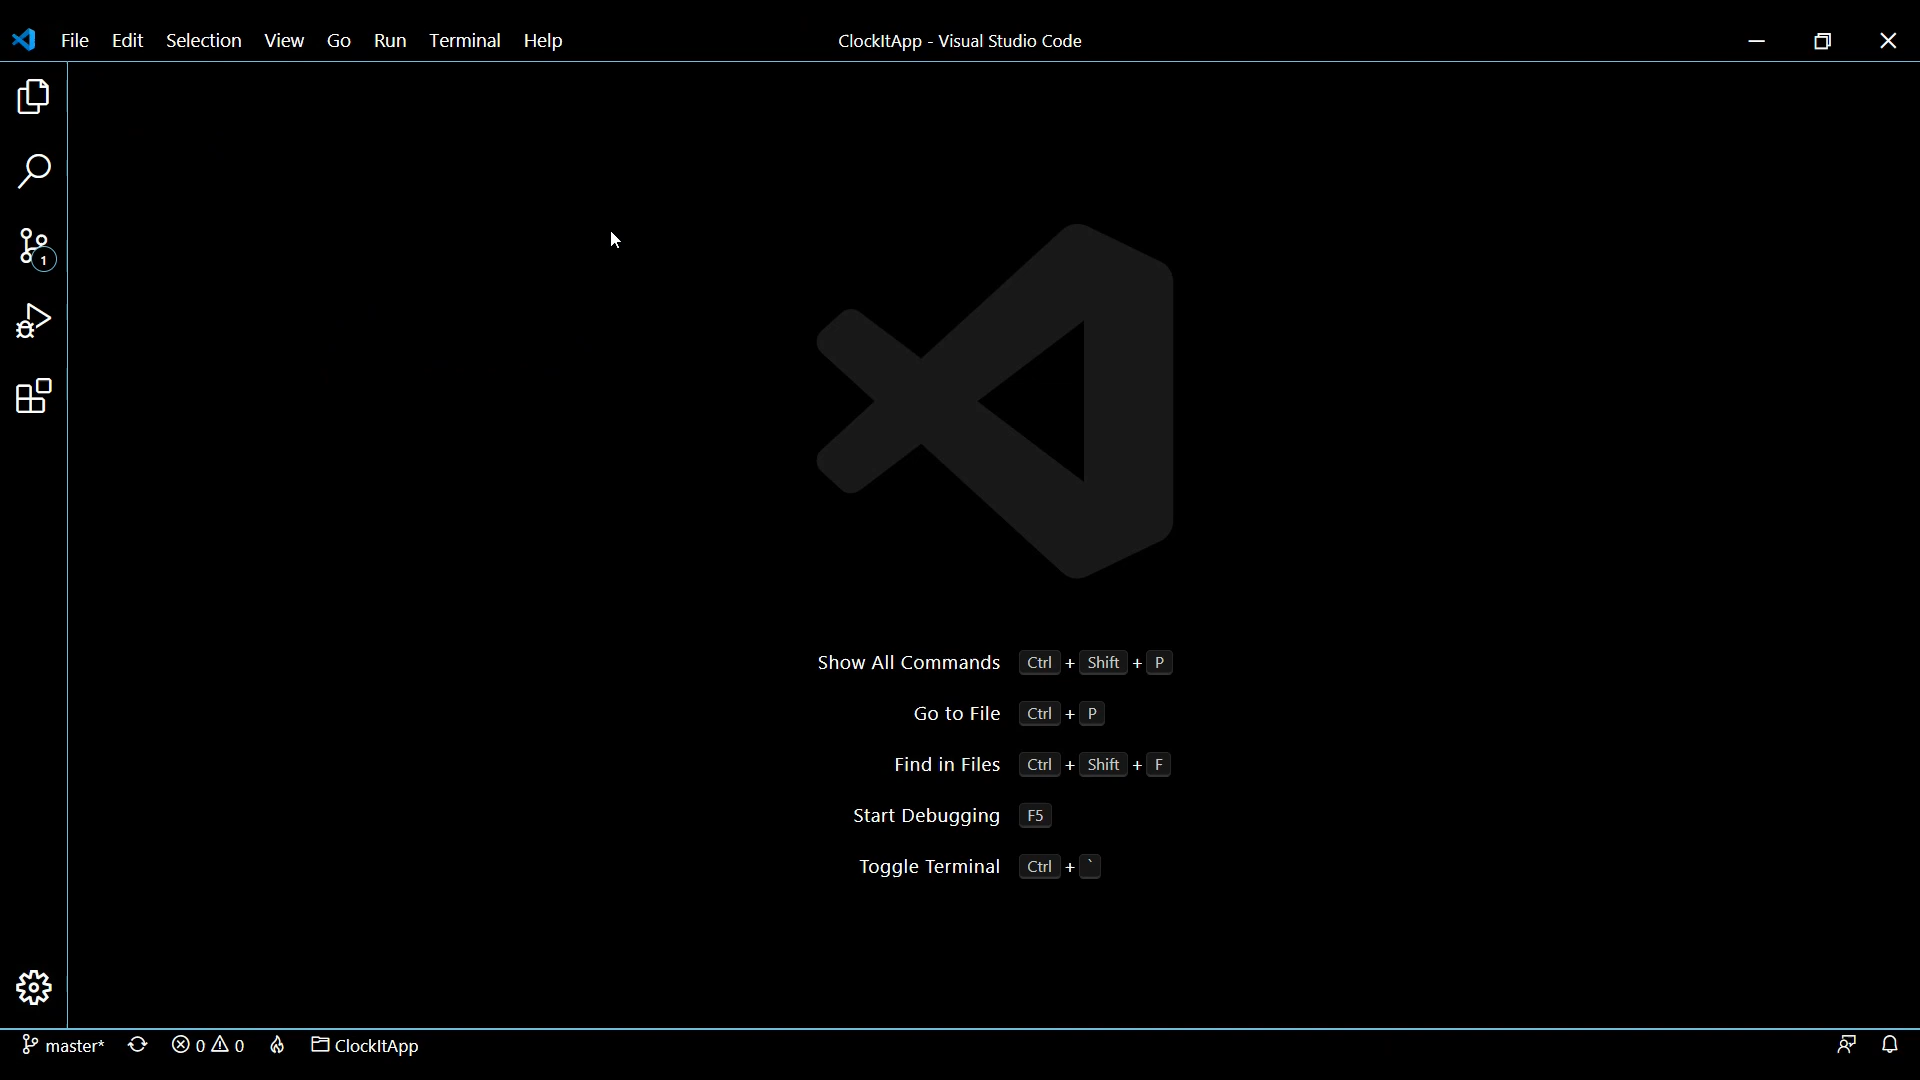 File Edit Selection View Go Run Terminal Help ClockItApp - Visual Studio Code
1
Show All Commands Ctrl + Shift + P
Go to File Ctrl + P
Find in Files Ctrl + Shift + F
Start Debugging F5
Toggle Terminal Ctrl + `
master* 0 0 ClockItApp